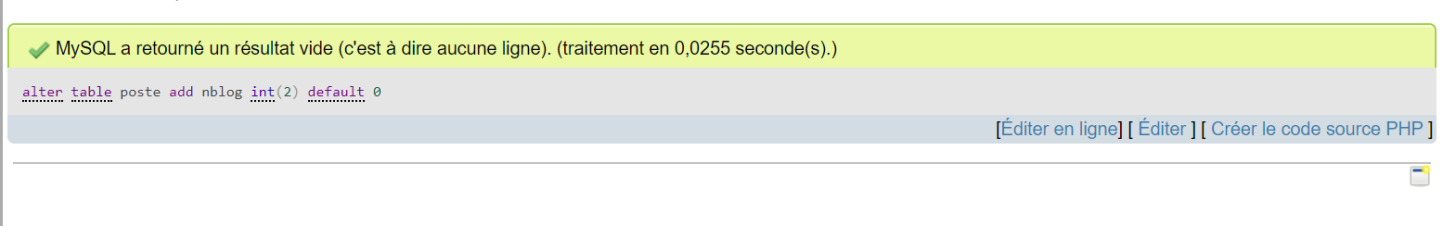 MySQL a retourné un résultat vide (c'est à dire aucune ligne). (traitement en 0,0255 seconde(s).)
alter table poste add nblog int(2) default 0
[Éditer en ligne] [ Éditer ] [ Créer le code source PHP ]